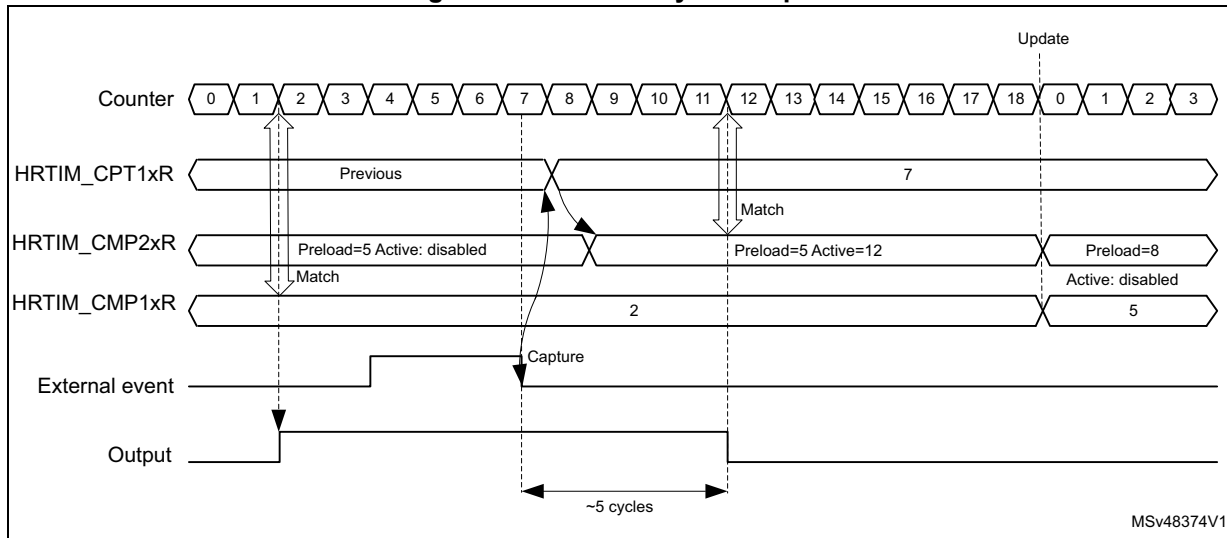 Update
Counter 0 1 2 3 4 5 6 7 8 9 10 11 12 13 14 15 16 17 18 0 1 2 3
HRTIM_CPT1xR Previous 7
Match
HRTIM_CMP2xR Preload=5 Active: disabled Preload=5 Active=12 Preload=8
Match Active: disabled
HRTIM_CMP1xR 2 5
Capture
External event
Output
~5 cycles
MSv48374V1